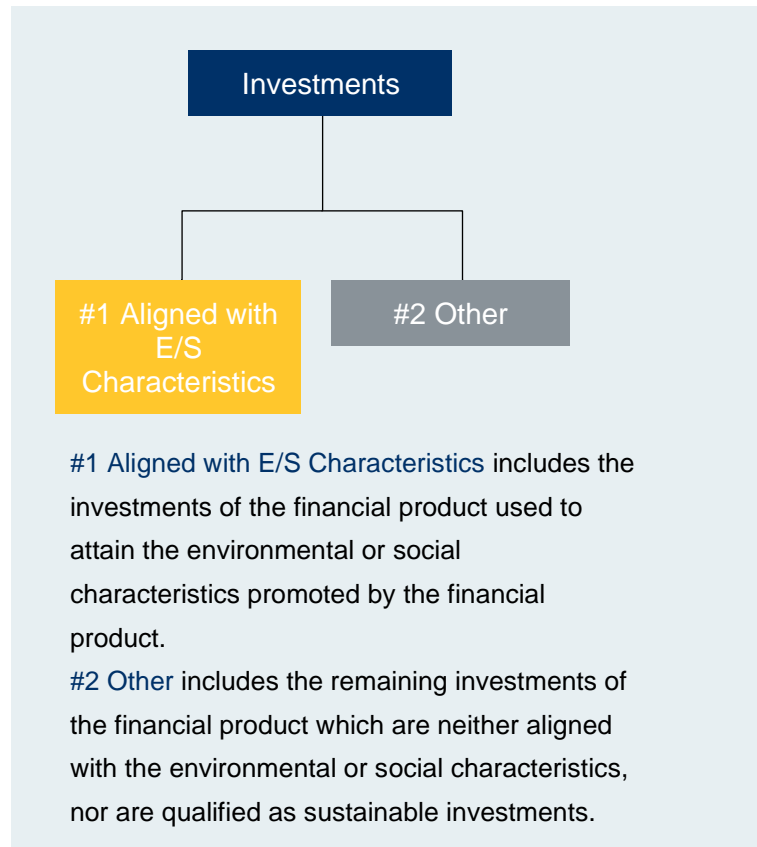 Investments
#1 Aligned with
E/S
Characteristics
#2 Other
#1 Aligned with E/S Characteristics includes the
investments of the financial product used to
attain the environmental or social
characteristics promoted by the financial
product.
#2 Other includes the remaining investments of
the financial product which are neither aligned
with the environmental or social characteristics,
nor are qualified as sustainable investments.